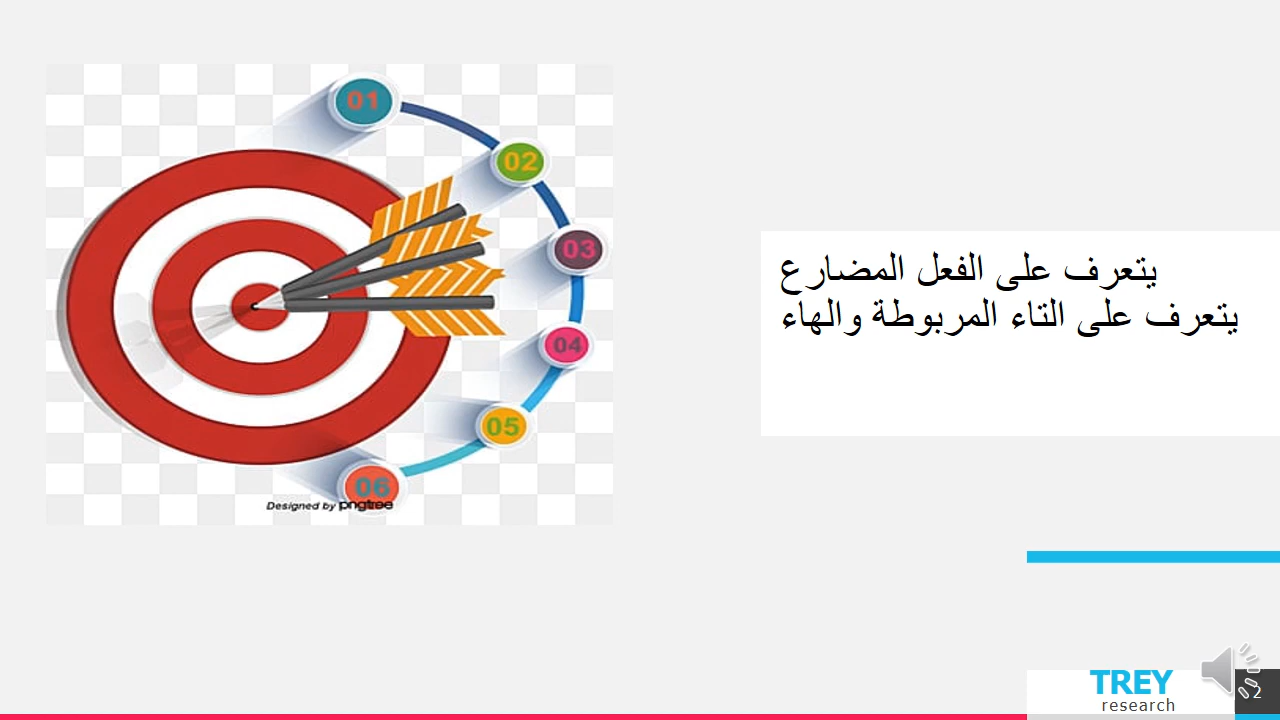 01
02
03
04
05
06
Designed by pngtree
يتعرف على الفعل المضارع
يتعرف على التاء المربوطة والهاء
TREY
research
2